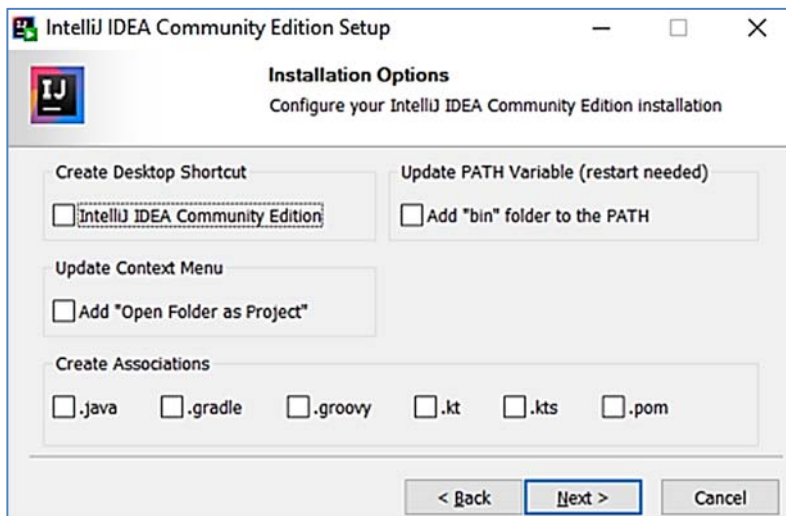 IntelliJ IDEA Community Edition Setup
IJ
Installation Options
Configure your IntelliJ IDEA Community Edition installation
Create Desktop Shortcut
Update PATH Variable (restart needed)
IntelliJ IDEA Community Edition
Add "bin" folder to the PATH
Update Context Menu
Add "Open Folder as Project"
Create Associations
.java .gradle .groovy .kt .kts .pom
< Back Next > Cancel